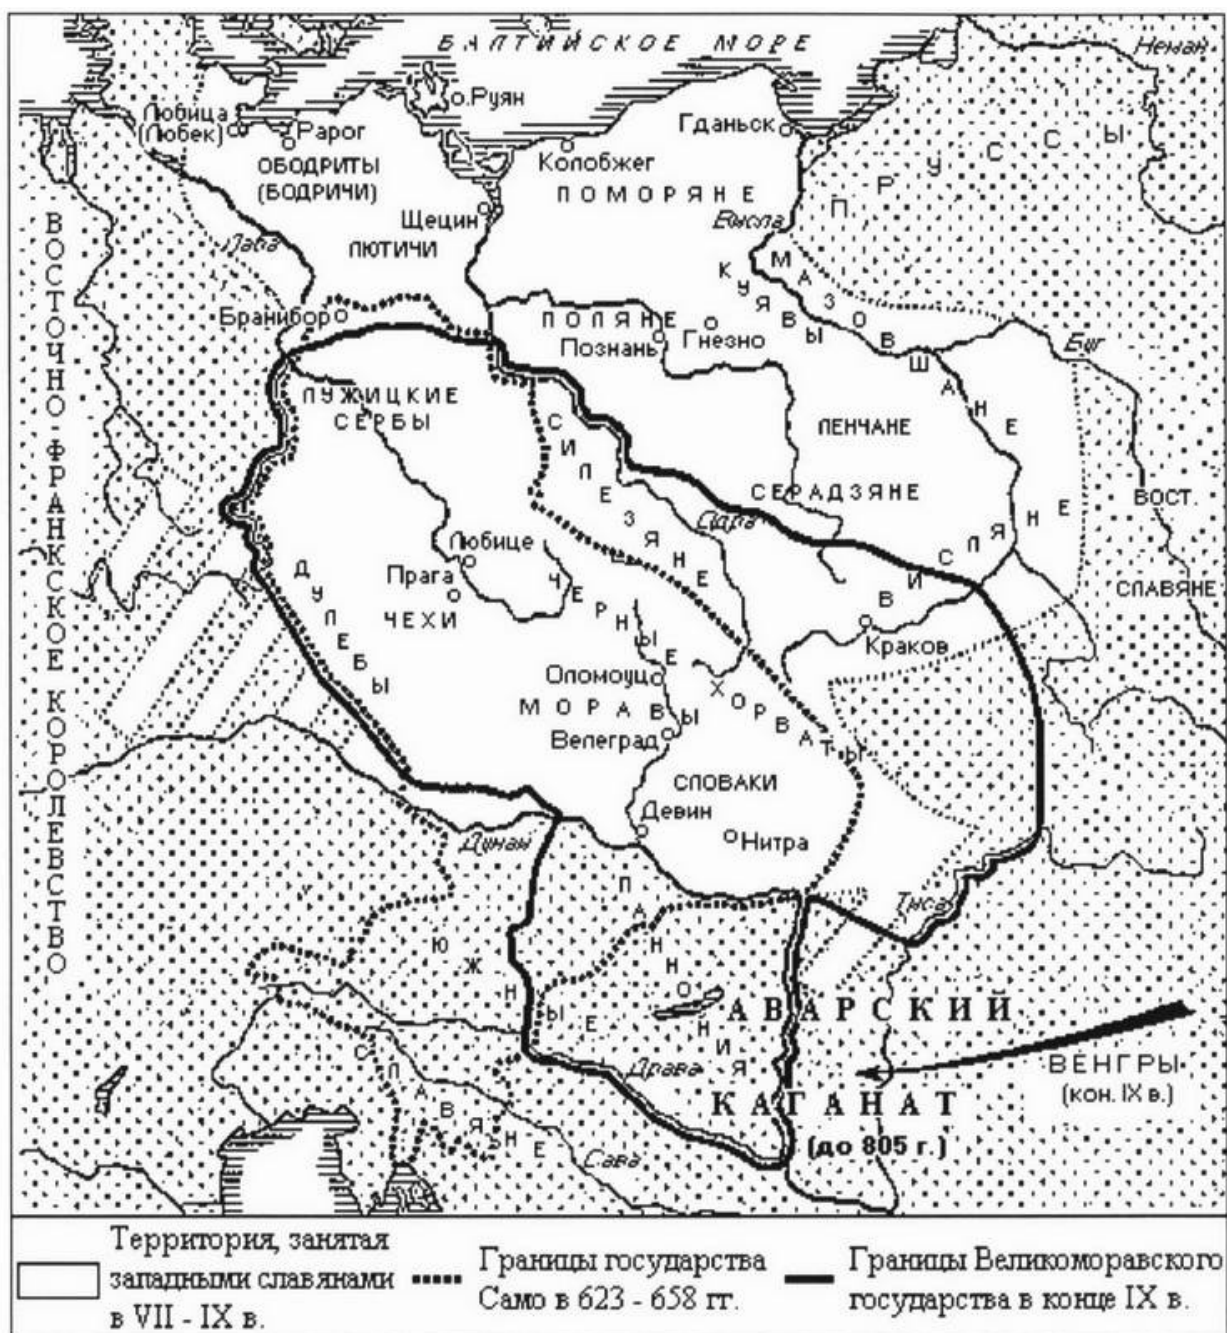 БАЛТИЙСКОЕ МОРЕ
Неман
Руян
Любица
(Любек)
Рарог
Гданьск
Колобжег
ОБОДРИТЫ
(БОДРИЧИ)
ПРУССЫ
ПОМОРЯНЕ
Щецин
Висла
Лаба
ЛЮТИЧИ
МАЗОВШАНЕ
КУЯВЫ
Бранибор
ПОЛЯНЕ
Познань
Гнезно
Буг
ВОСТОЧНО-ФРАНКСКОЕ КОРОЛЕВСТВО
ЛУЖИЦКИЕ
СЕРБЫ
СИЛЕЗЯНЕ
ЛЕНЧАНЕ
СЕРАДЗЯНЕ
Одра
ВОСТ.
СЛАВЯНЕ
ВИСЛЯНЕ
Любице
Прага
ЧЕХИ
ДУЛЕБЫ
ЧЕРНЫЕ
ХОРВАТЫ
Краков
Оломоуц
МОРАВЫ
Велеград
СЛОВАКИ
Девин
Нитра
Дунай
Тиса
ПАННОНИЯ
ЮЖНЫЕ
СЛАВЯНЕ
АВАРСКИЙ
КАГАНАТ
(до 805 г.)
ВЕНГРЫ
(кон. IX в.)
Драва
Сава
Территория, занятая
западными славянами
в VII - IX в.
Границы государства
Само в 623 - 658 гг.
Границы Великоморавского
государства в конце IX в.